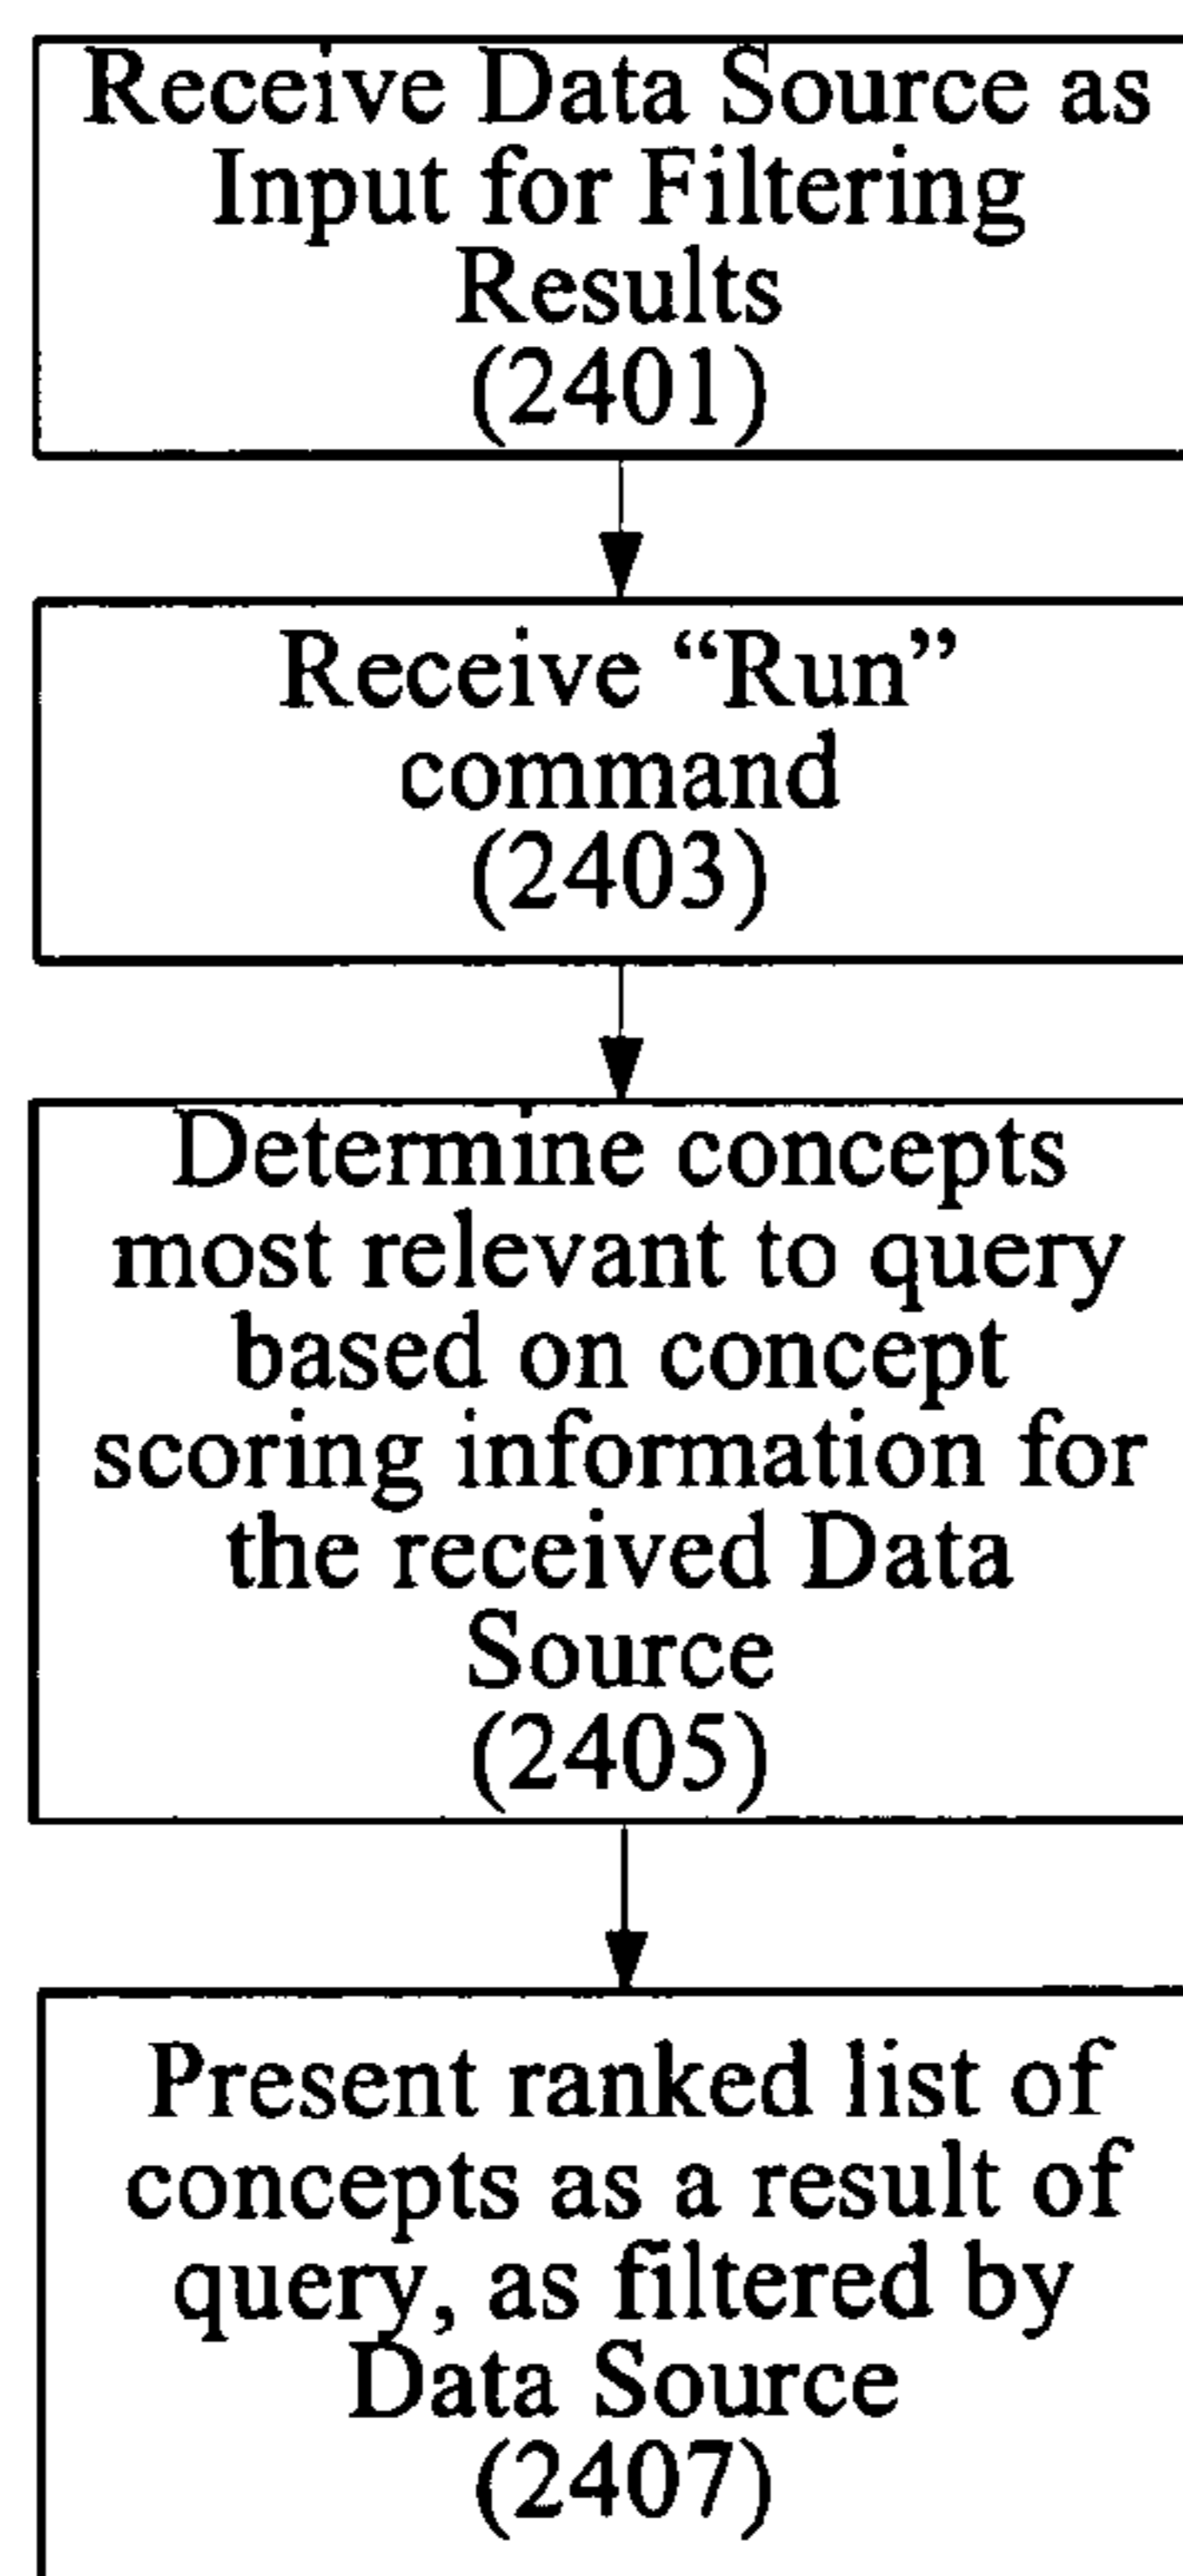 Receive Data Source as
Input for Filtering
Results
(2401)
Receive “Run”
command
(2403)
Determine concepts
most relevant to query
based on concept
scoring information for
the received Data
Source
(2405)
Present ranked list of
concepts as a result of
query, as filtered by
Data Source
(2407)